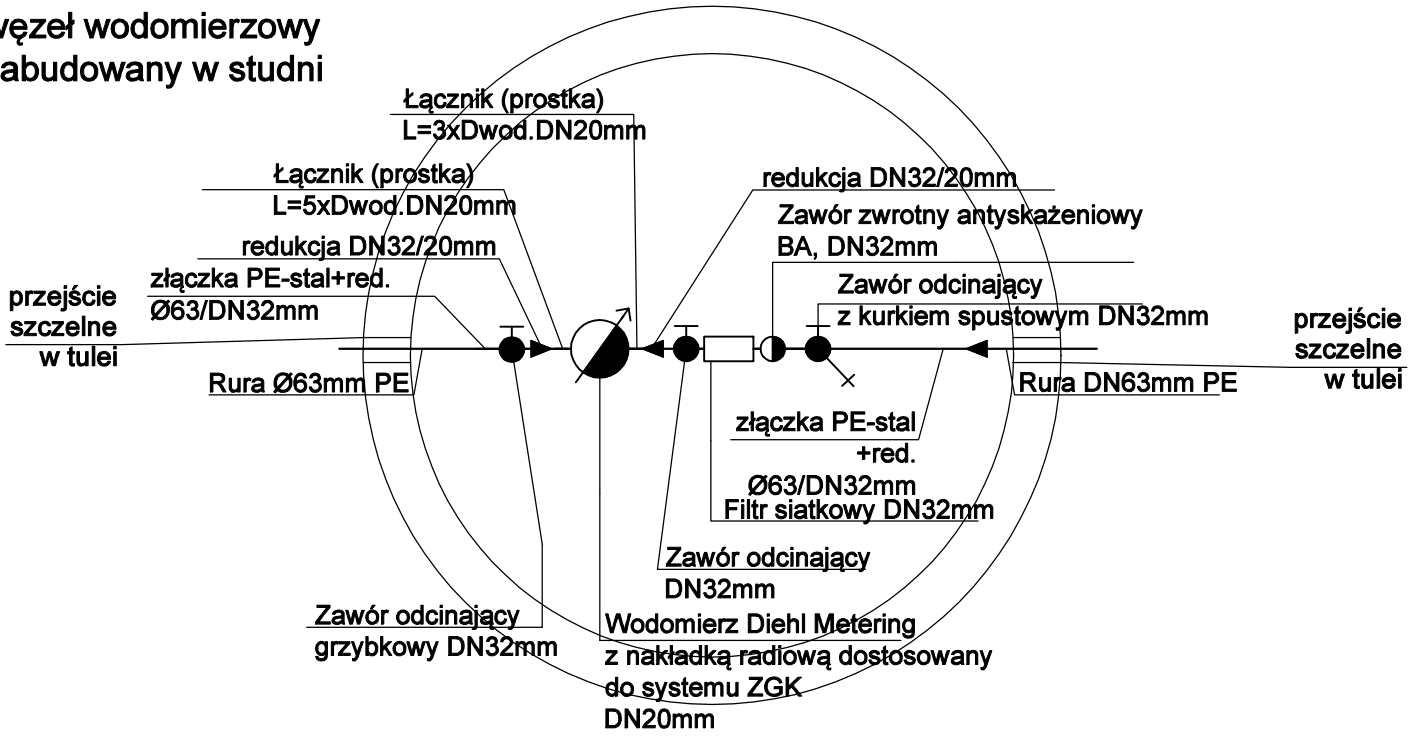 węzeł wodomierzowy
abudowany w studni
Łącznik (prostka)
L=3xDwod.DN20mm
Łącznik (prostka)
L=5xDwod.DN20mm
redukcja DN32/20mm
złączka PE-stal+red.
Ø63/DN32mm
przejście
szczelne
w tulei
Rura Ø63mm PE
redukcja DN32/20mm
Zawór zwrotny antyskażeniowy
BA, DN32mm
Zawór odcinający
z kurkiem spustowym DN32mm
przejście
szczelne
w tulei
Rura DN63mm PE
złączka PE-stal
+red.
Ø63/DN32mm
Filtr siatkowy DN32mm
Zawór odcinający
DN32mm
Zawór odcinający
grzybkowy DN32mm
Wodomierz Diehl Metering
z nakładką radiową dostosowany
do systemu ZGK
DN20mm